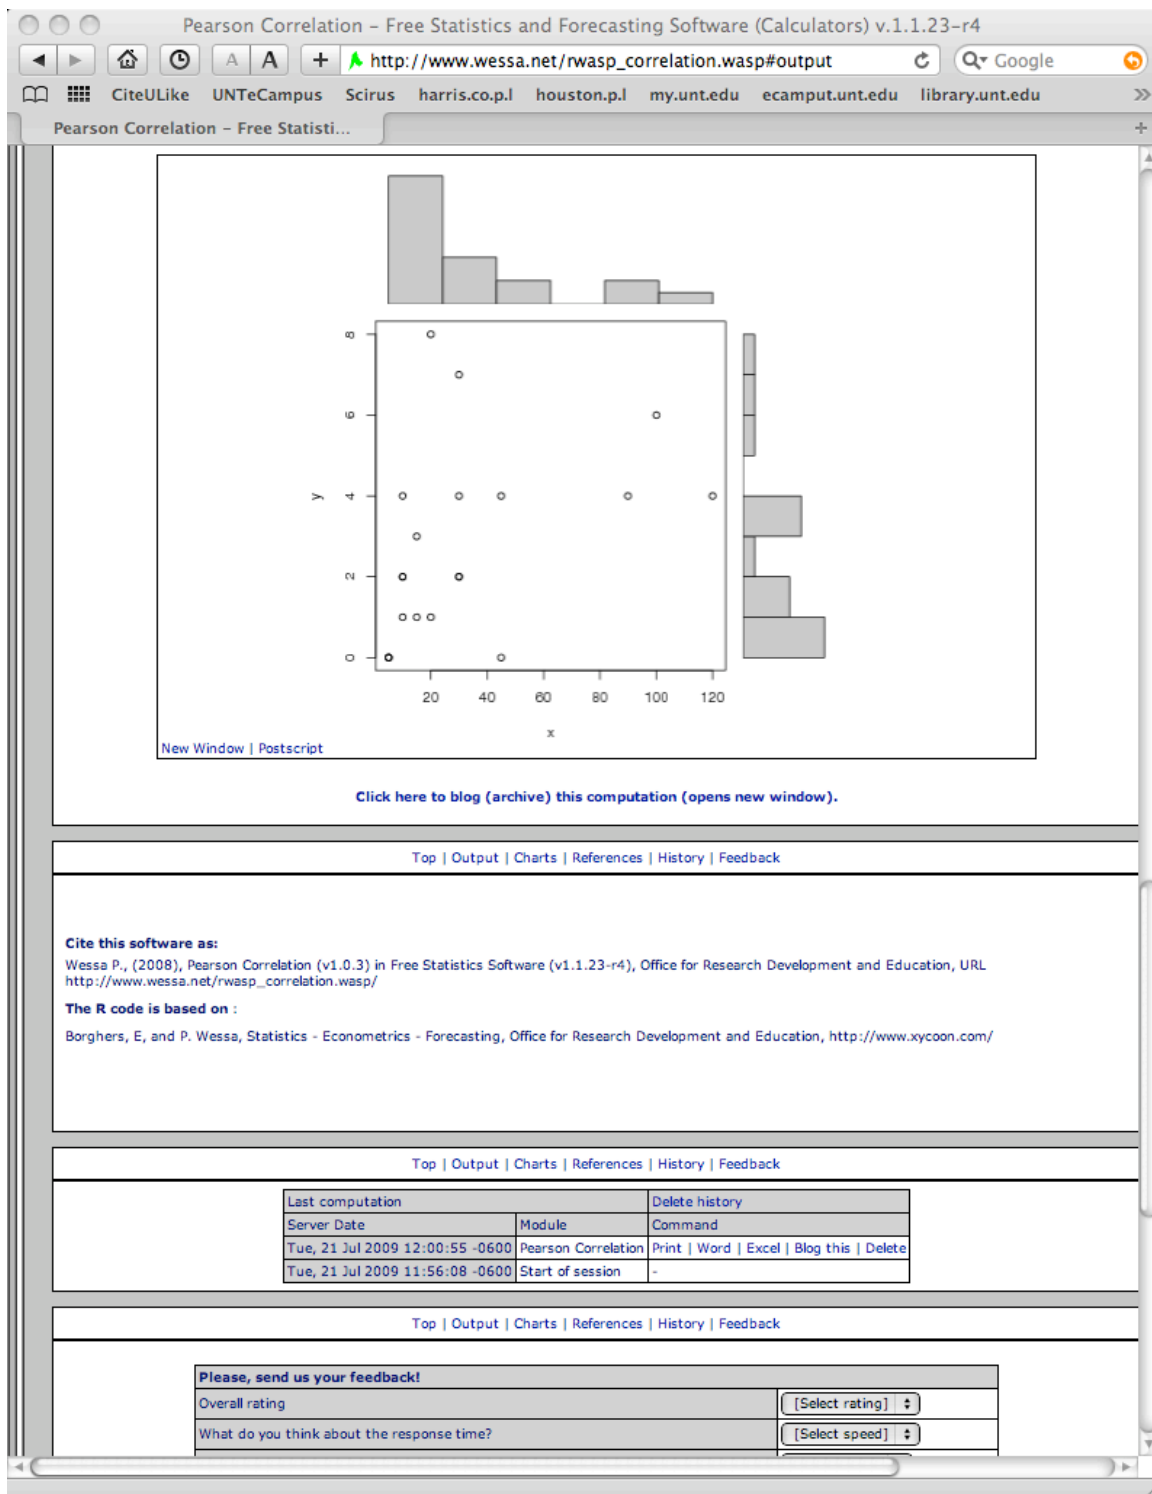 Pearson Correlation – Free Statistics and Forecasting Software (Calculators) v.1.1.23-r4
A A + http://www.wessa.net/rwasp_correlation.wasp#output Google
CiteULike UNTeCampus Scirus harris.co.p.l houston.p.l my.unt.edu ecamput.unt.edu library.unt.edu >>
Pearson Correlation – Free Statisti... +
8
6
y 4
2
0
20 40 60 80 100 120
x
New Window | Postscript
Click here to blog (archive) this computation (opens new window).
Top | Output | Charts | References | History | Feedback
Cite this software as:
Wessa P., (2008), Pearson Correlation (v1.0.3) in Free Statistics Software (v1.1.23-r4), Office for Research Development and Education, URL
http://www.wessa.net/rwasp_correlation.wasp/
The R code is based on :
Borghers, E, and P. Wessa, Statistics - Econometrics - Forecasting, Office for Research Development and Education, http://www.xycoon.com/
Top | Output | Charts | References | History | Feedback
Last computation Delete history
Server Date Module Command
Tue, 21 Jul 2009 12:00:55 -0600 Pearson Correlation Print | Word | Excel | Blog this | Delete
Tue, 21 Jul 2009 11:56:08 -0600 Start of session -
Top | Output | Charts | References | History | Feedback
Please, send us your feedback!
Overall rating [Select rating]
What do you think about the response time? [Select speed]